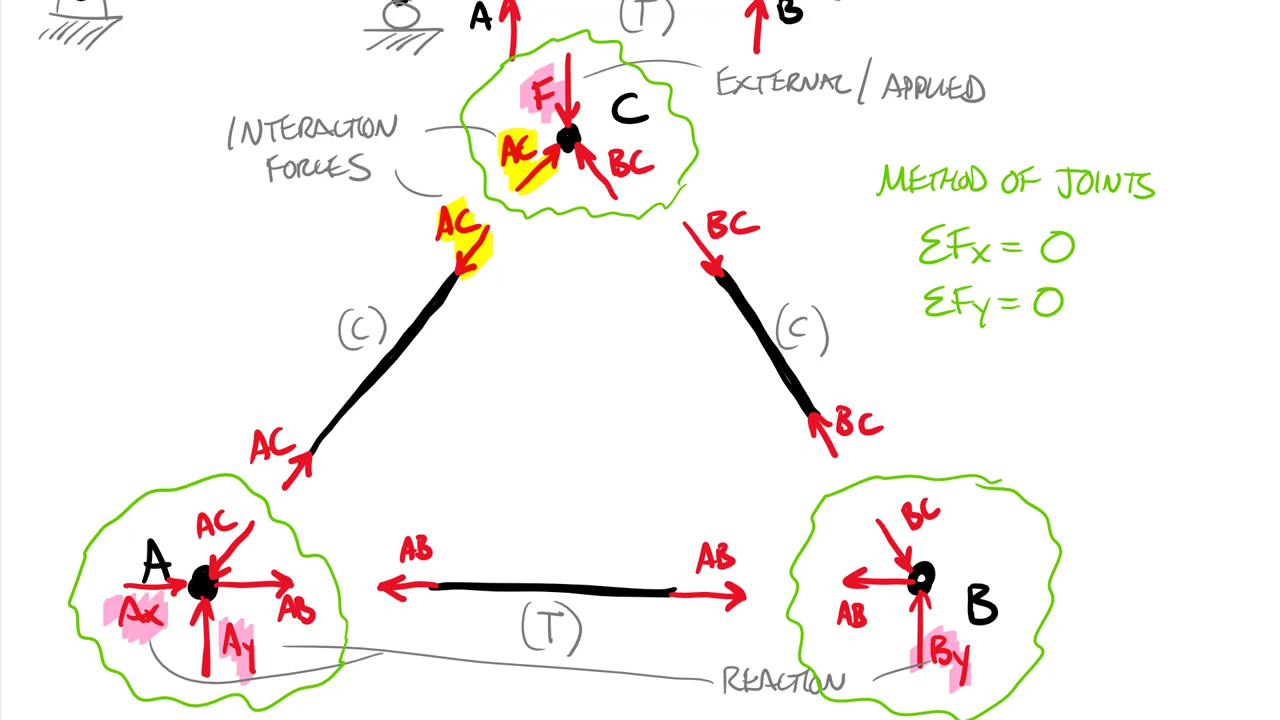 A (T) B
F C EXTERNAL / APPLIED
INTERACTION
FORCES
AC BC
METHOD OF JOINTS
AC BC
ΣFx = 0
ΣFy = 0
(C) (C)
AC BC
AC BC
A AB AB B
Ax AB AB
Ay (T) By
REACTION